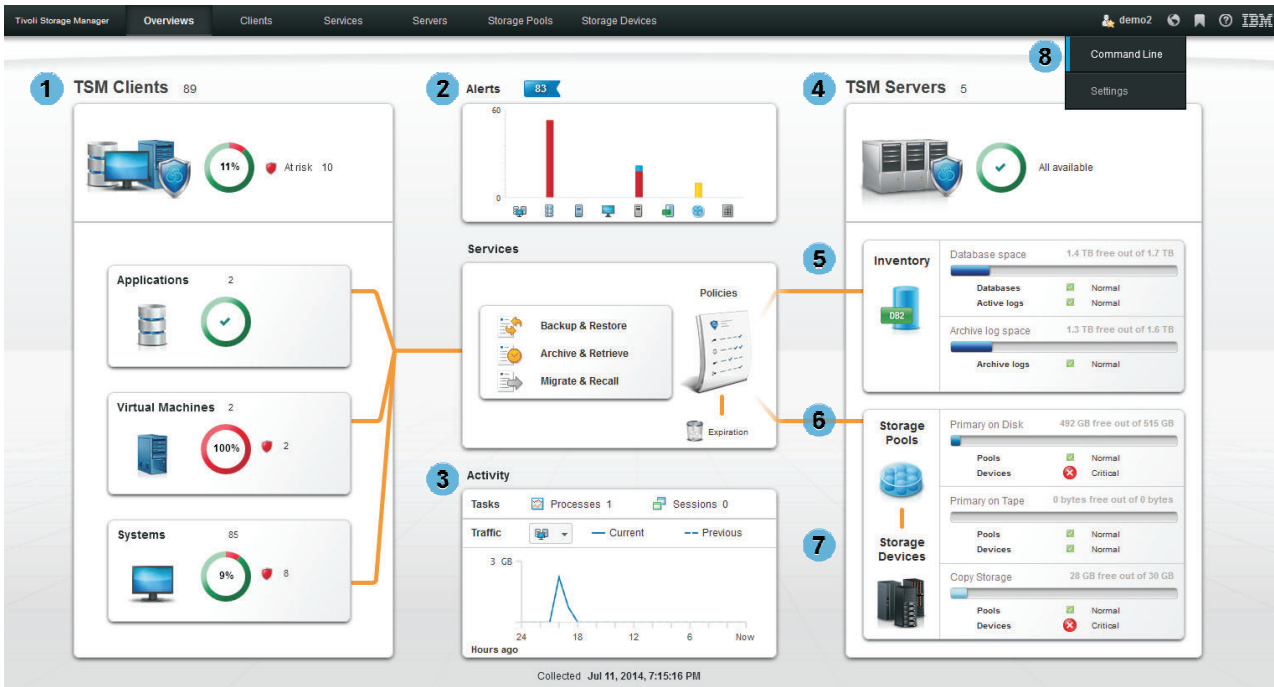 Tivoli Storage Manager Overviews Clients Services Servers Storage Pools Storage Devices demo2 IBM
8 Command Line
Settings
1 TSM Clients 89
11% At risk 10
Applications 2
Virtual Machines 2
100% 2
Systems 85
9% 8
2 Alerts 83
60
0
Services
Policies
Backup & Restore
Archive & Retrieve
Migrate & Recall
Expiration
3 Activity
Tasks Processes 1 Sessions 0
Traffic Current Previous
3 GB
24 18 12 6 Now
Hours ago
4 TSM Servers 5
All available
5 Inventory
DB2
Database space 1.4 TB free out of 1.7 TB
Databases Normal
Active logs Normal
Archive log space 1.3 TB free out of 1.6 TB
Archive logs Normal
6 Storage Pools
Primary on Disk 492 GB free out of 515 GB
Pools Normal
Devices Critical
Primary on Tape 0 bytes free out of 0 bytes
Pools Normal
Devices Normal
7 Storage Devices
Copy Storage 28 GB free out of 30 GB
Pools Normal
Devices Critical
Collected Jul 11, 2014, 7:15:16 PM